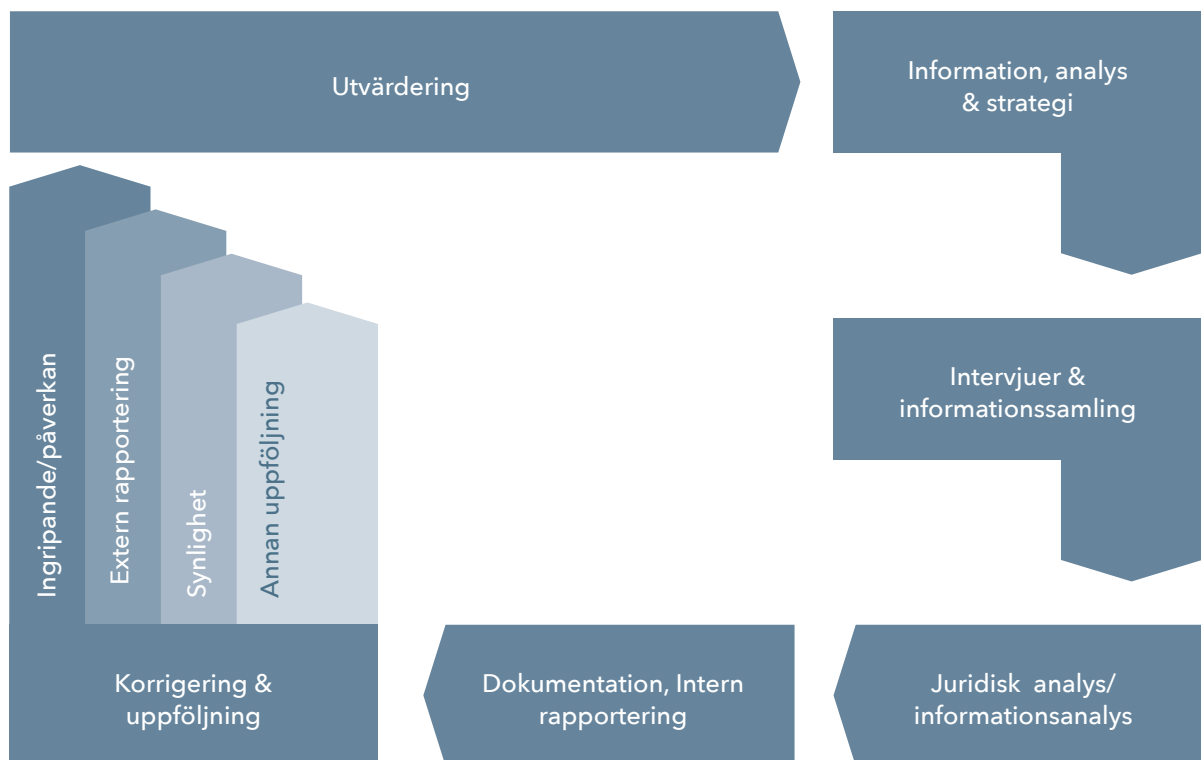 Utvärdering
Information, analys
& strategi
Intervjuer &
informationssamling
Juridisk analys/
informationsanalys
Dokumentation, Intern
rapportering
Korrigering &
uppföljning
Ingripande/påverkan
Extern rapportering
Synlighet
Annan uppföljning